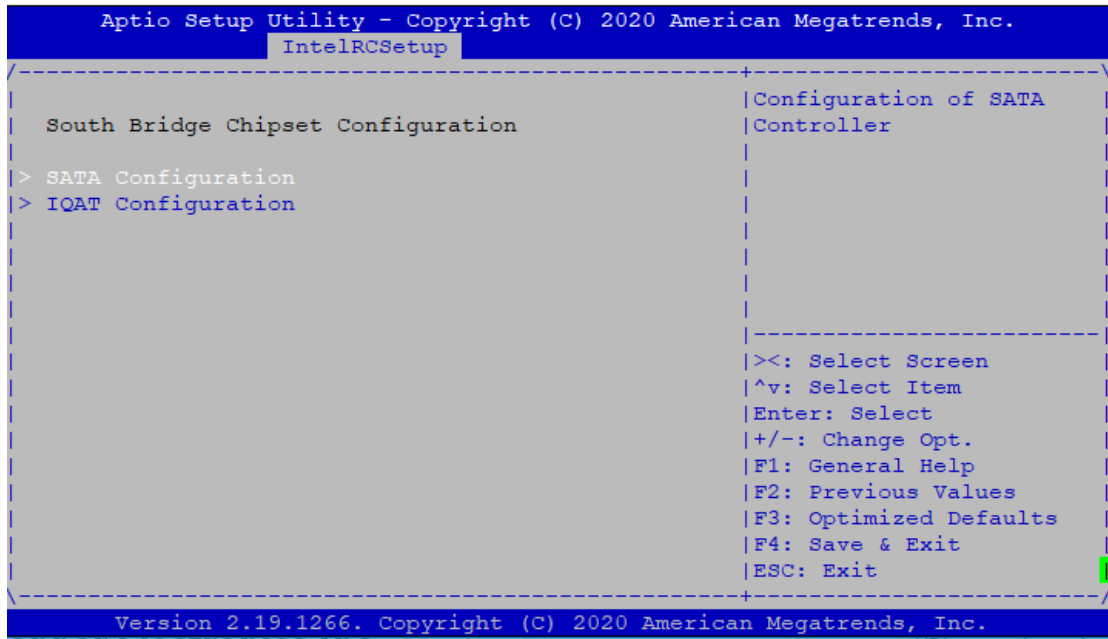 Aptio Setup Utility - Copyright (C) 2020 American Megatrends, Inc.
IntelRCSetup
South Bridge Chipset Configuration
> SATA Configuration
> IQAT Configuration
Configuration of SATA
Controller
><: Select Screen
^v: Select Item
Enter: Select
+/-: Change Opt.
F1: General Help
F2: Previous Values
F3: Optimized Defaults
F4: Save & Exit
ESC: Exit
Version 2.19.1266. Copyright (C) 2020 American Megatrends, Inc.